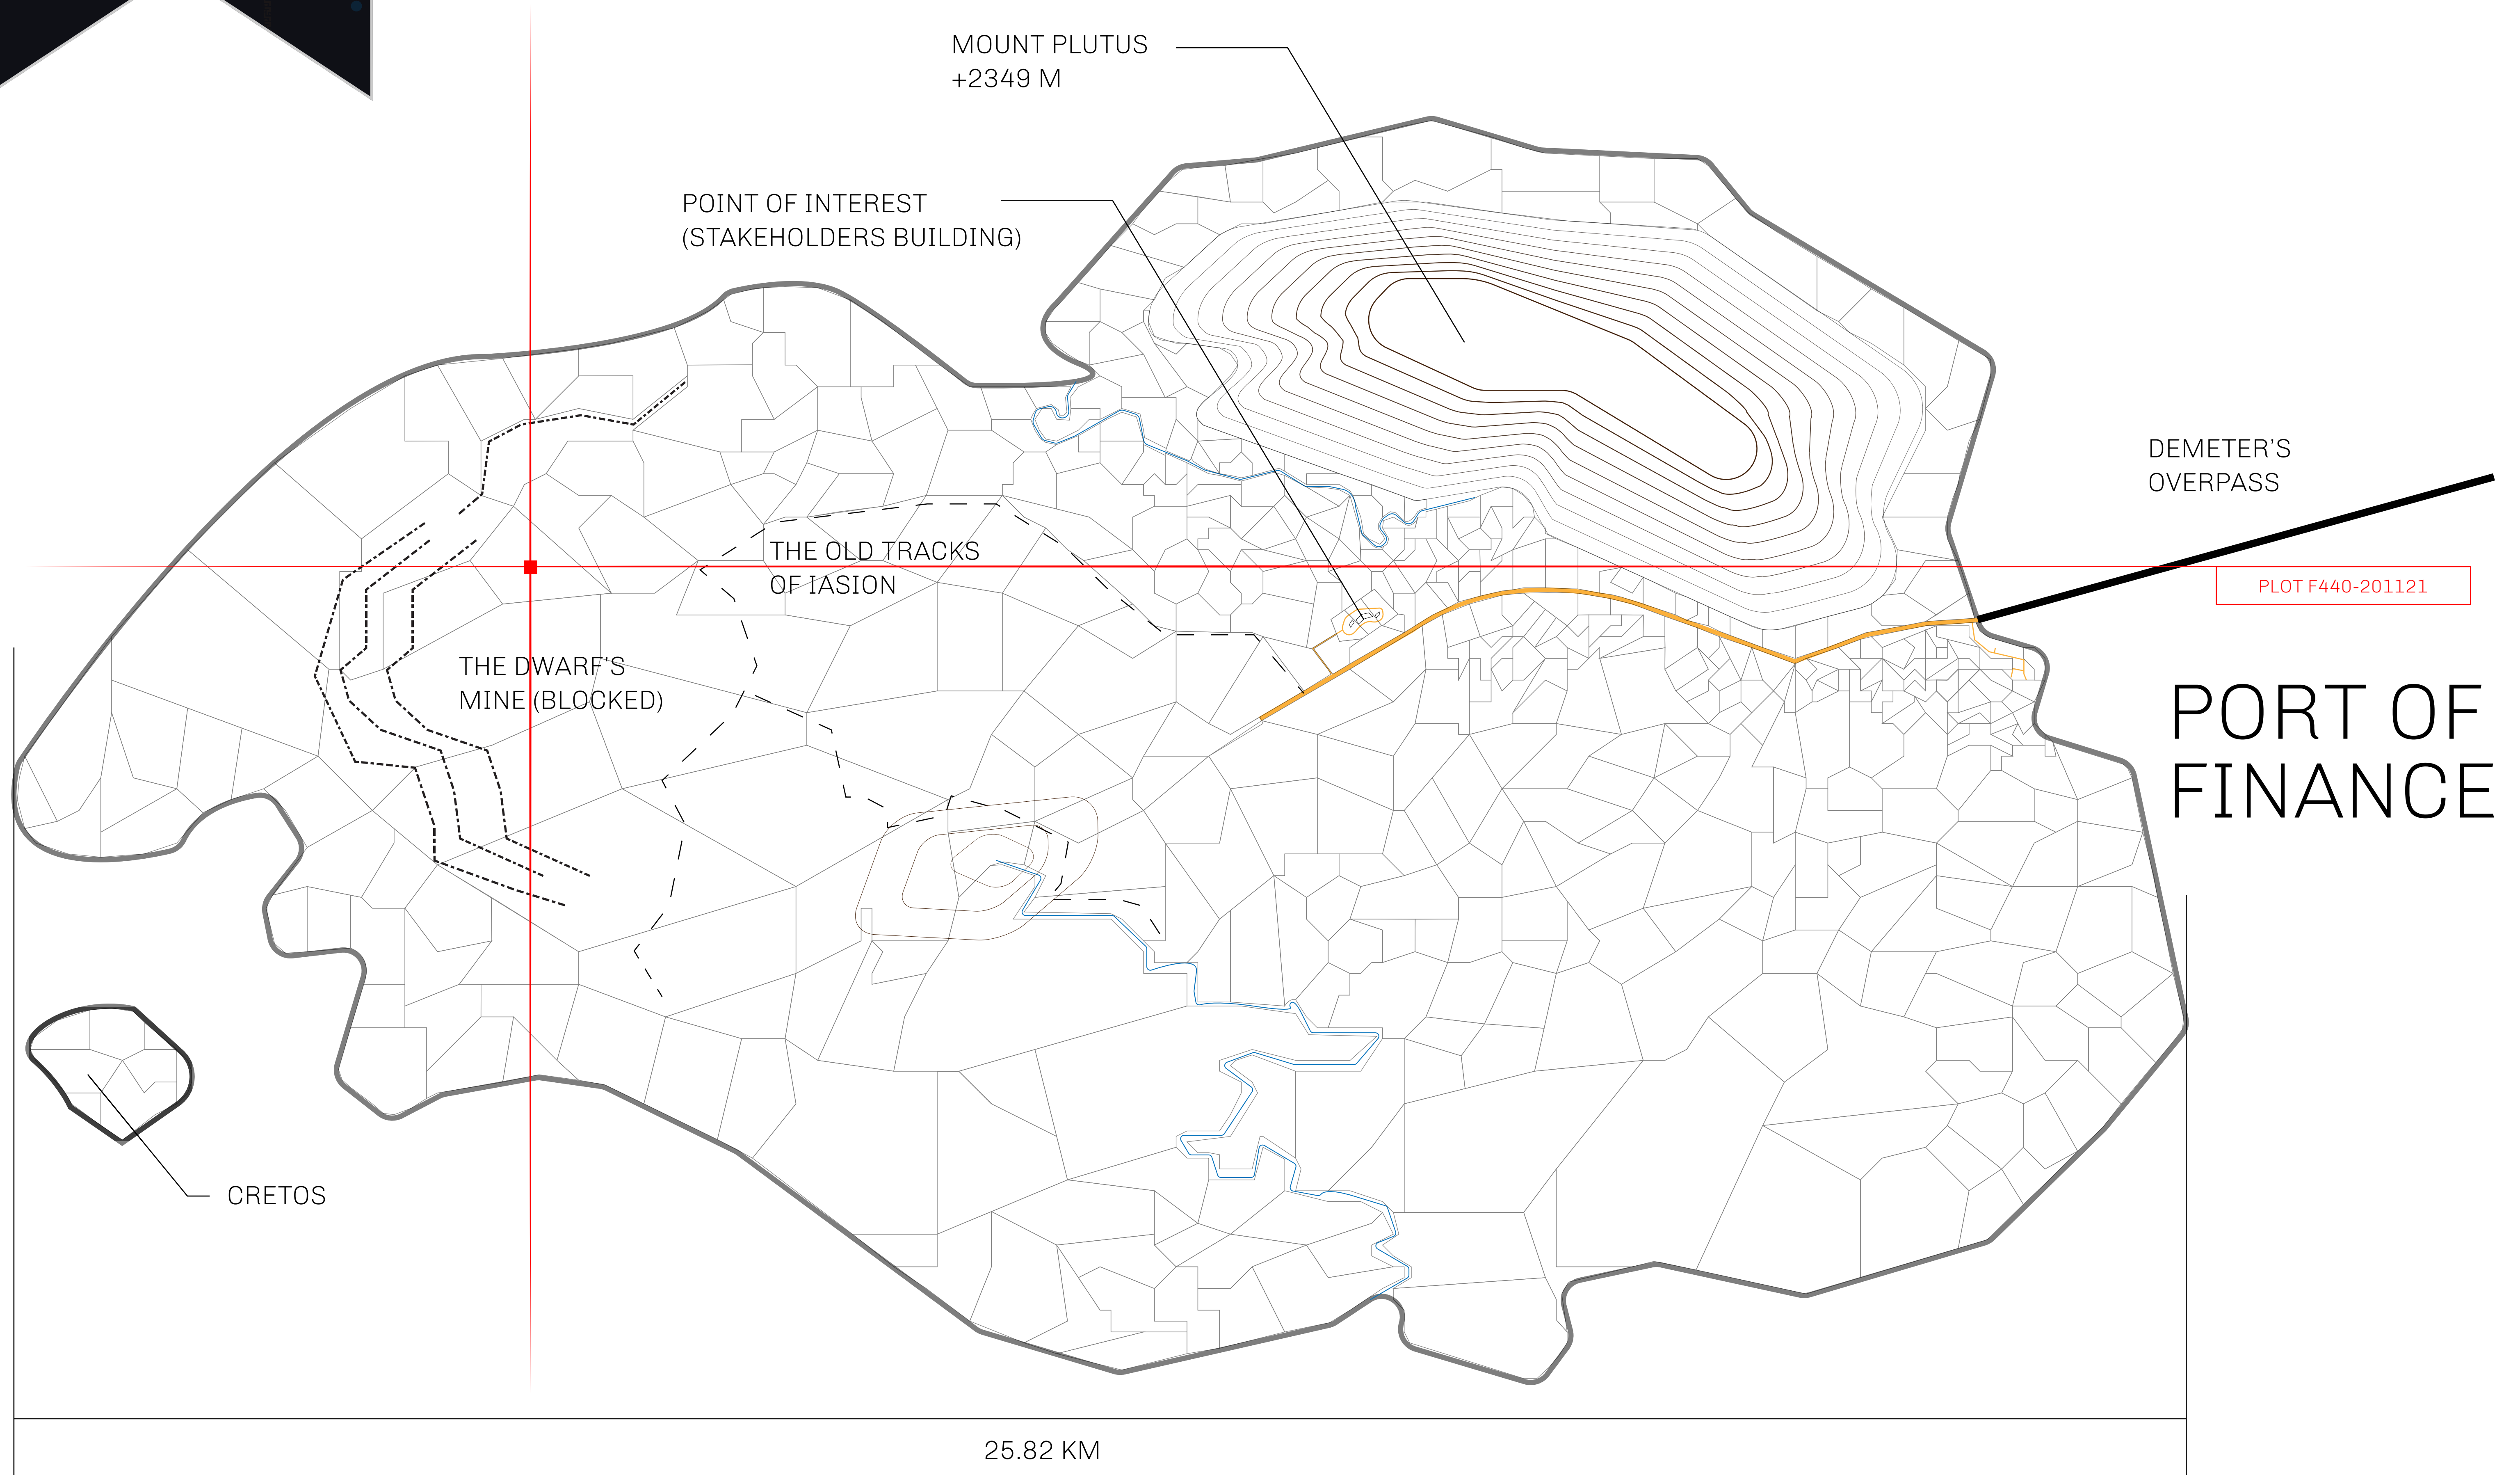 MOUNT PLUTUS
+2349 M
POINT OF INTEREST
(STAKEHOLDERS BUILDING)
DEMETER'S
OVERPASS
THE OLD TRACKS
OF IASION
PLOT F440-201121
THE DWARF'S
MINE (BLOCKED)
PORT OF
FINANCE
CRETOS
25.82 KM